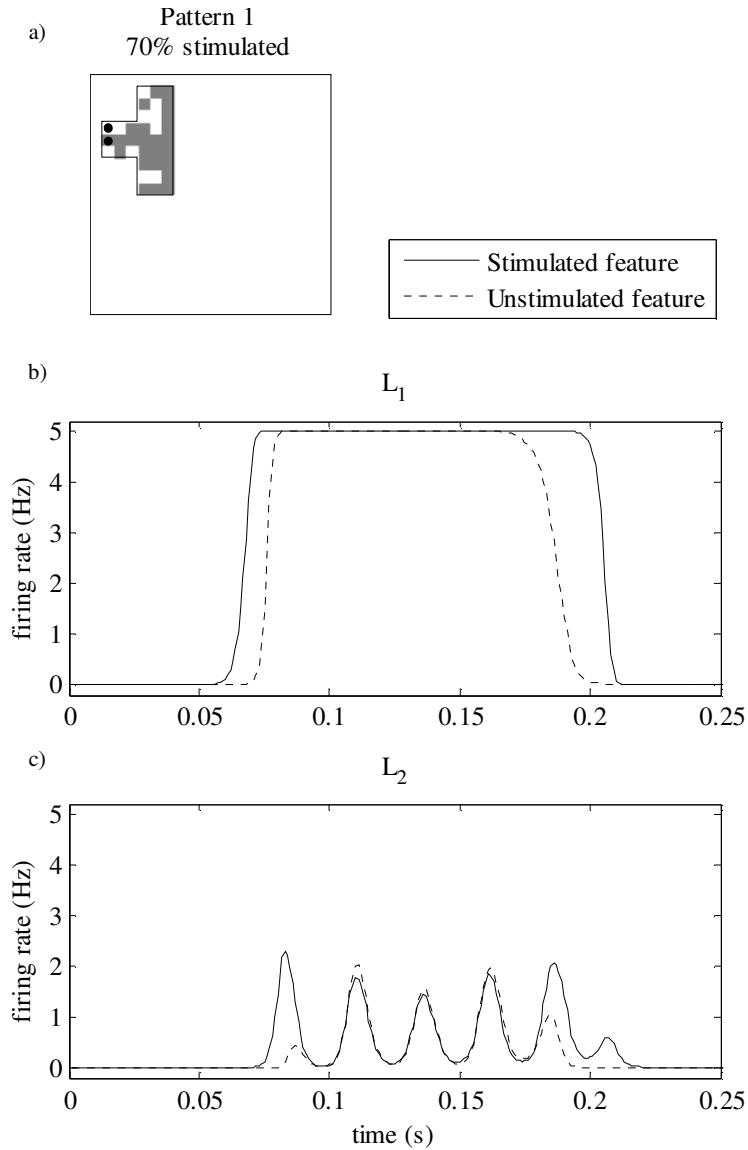 a)
Pattern 1
70% stimulated
Stimulated feature
Unstimulated feature
b)
L1
5
4
3
2
1
0
firing rate (Hz)
0 0.05 0.1 0.15 0.2 0.25
c)
L2
5
4
3
2
1
0
firing rate (Hz)
0 0.05 0.1 0.15 0.2 0.25
time (s)